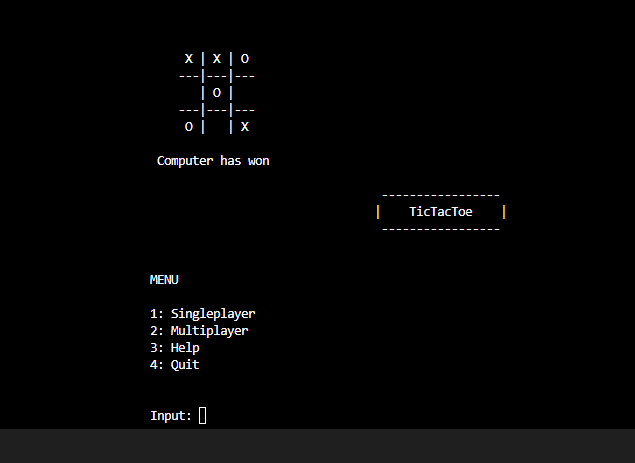 X | X | O
---|---|---
  | O |
---|---|---
O |   | X
Computer has won
-----------------
|    TicTacToe    |
-----------------
MENU
1: Singleplayer
2: Multiplayer
3: Help
4: Quit
Input: